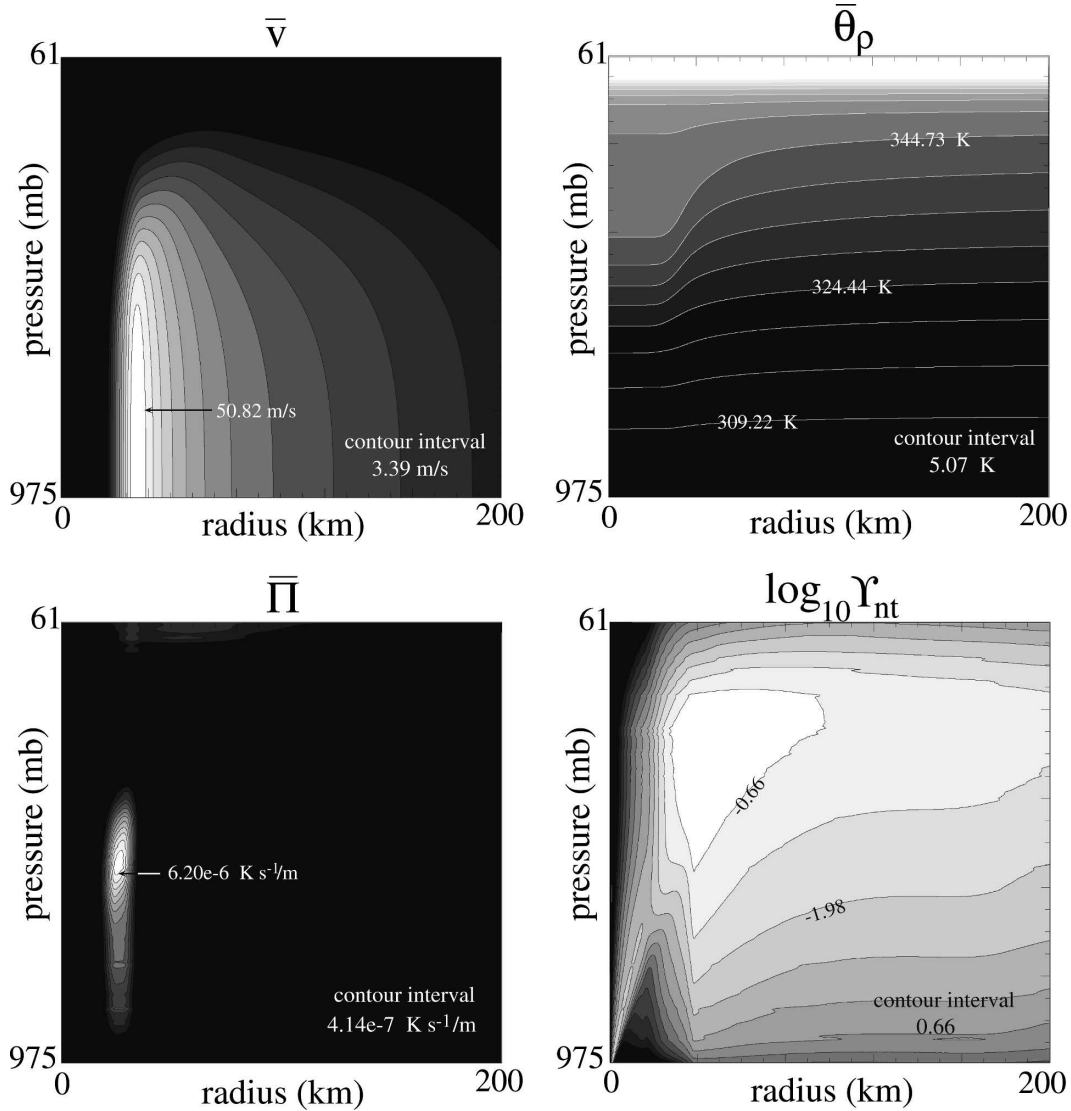 v̅
61
pressure (mb)
50.82 m/s
contour interval
3.39 m/s
975
0
radius (km)
200
θ̅ρ
61
pressure (mb)
344.73 K
324.44 K
309.22 K
contour interval
5.07 K
975
0
radius (km)
200
Π̅
61
pressure (mb)
6.20e-6 K s⁻¹/m
contour interval
4.14e-7 K s⁻¹/m
975
0
radius (km)
200
log₁₀ϒnt
61
pressure (mb)
-0.66
-1.98
contour interval
0.66
975
0
radius (km)
200